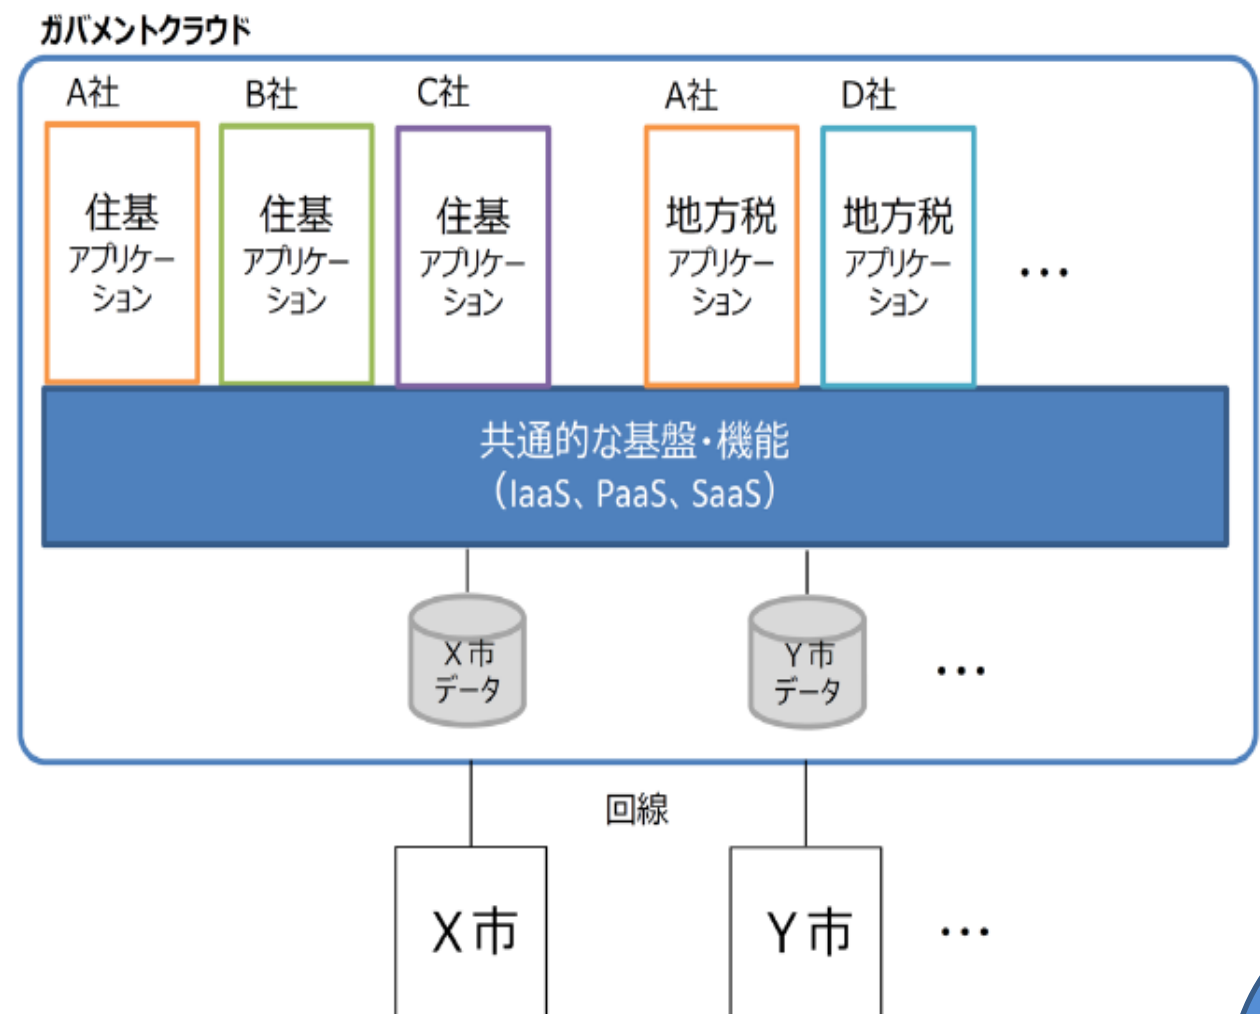 ガバメントクラウド
A社
B社
C社
A社
D社
住基
アプリケー
ション
住基
アプリケー
ション
住基
アプリケー
ション
地方税
アプリケー
ション
地方税
アプリケー
ション
…
共通的な基盤・機能
（IaaS、PaaS、SaaS）
X市
データ
Y市
データ
…
回線
X市
Y市
…